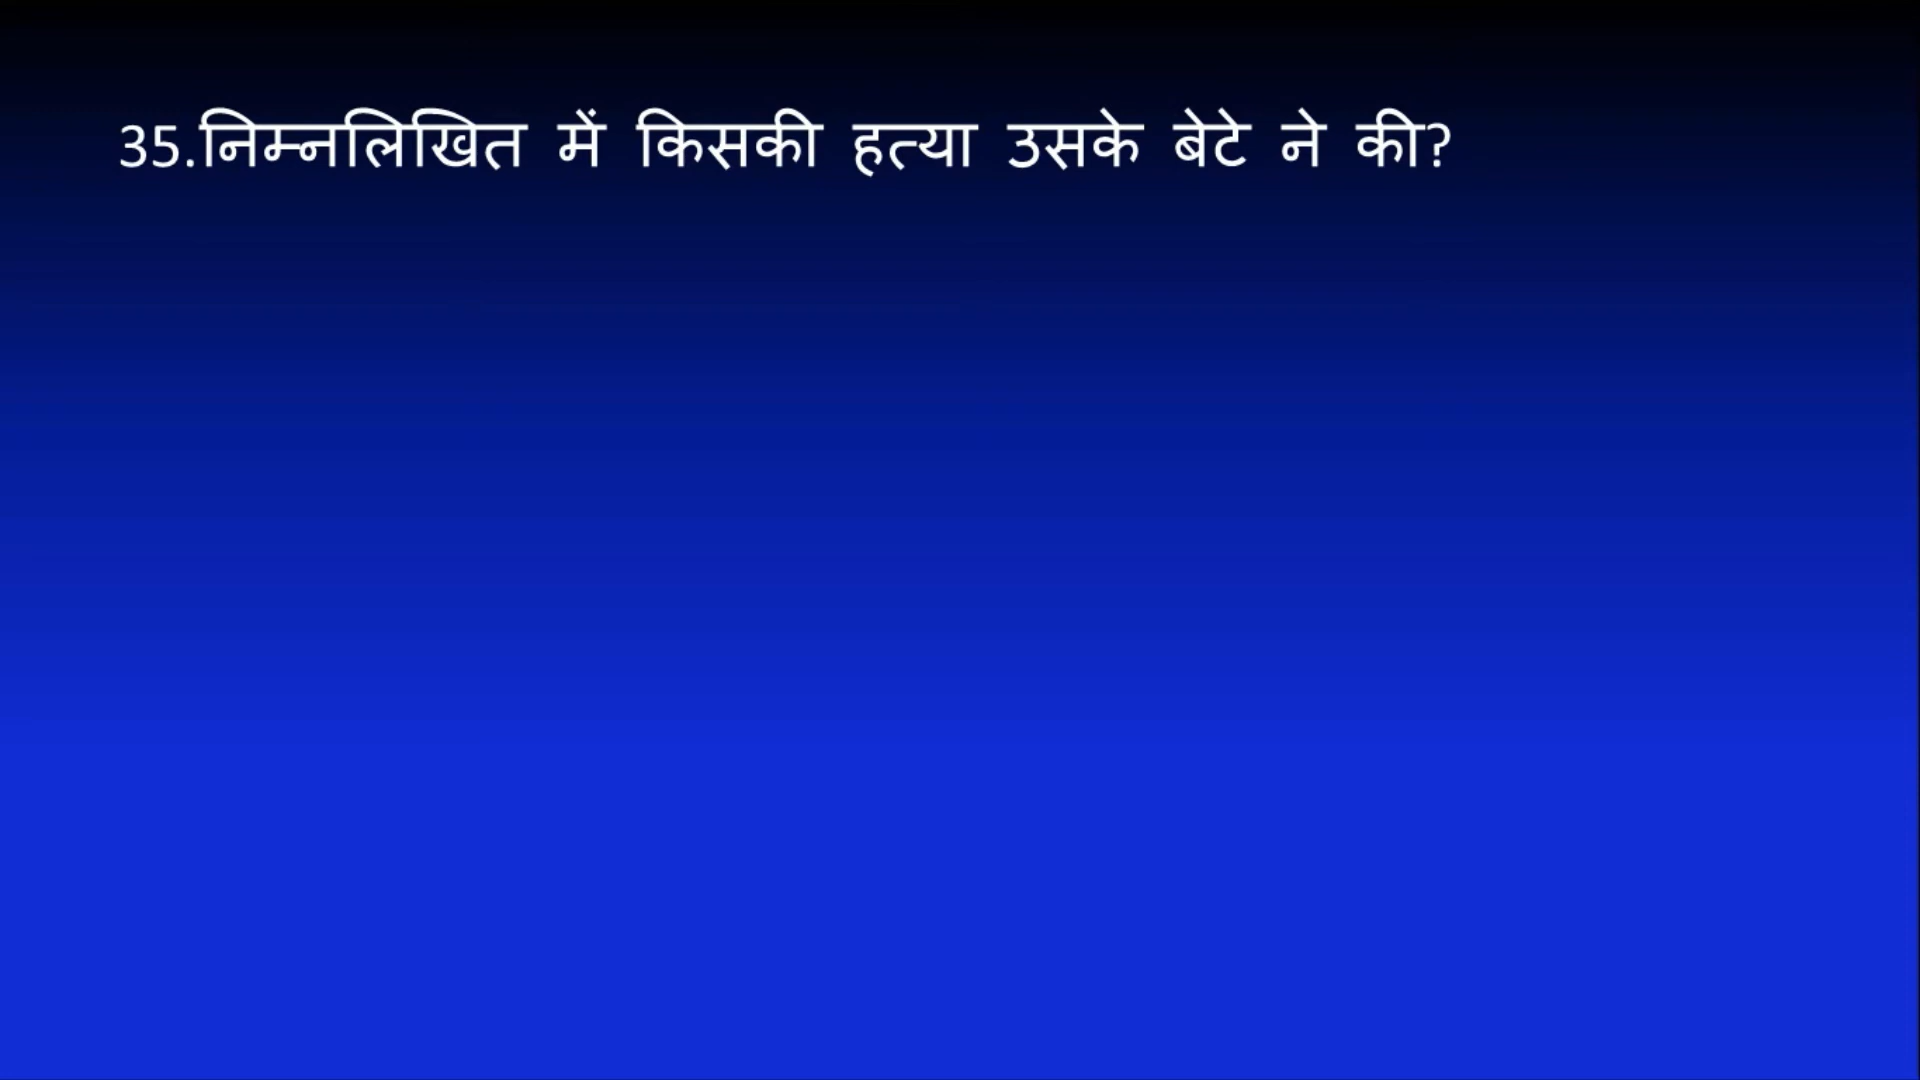 35.निम्नलिखित में किसकी हत्या उसके बेटे ने की?